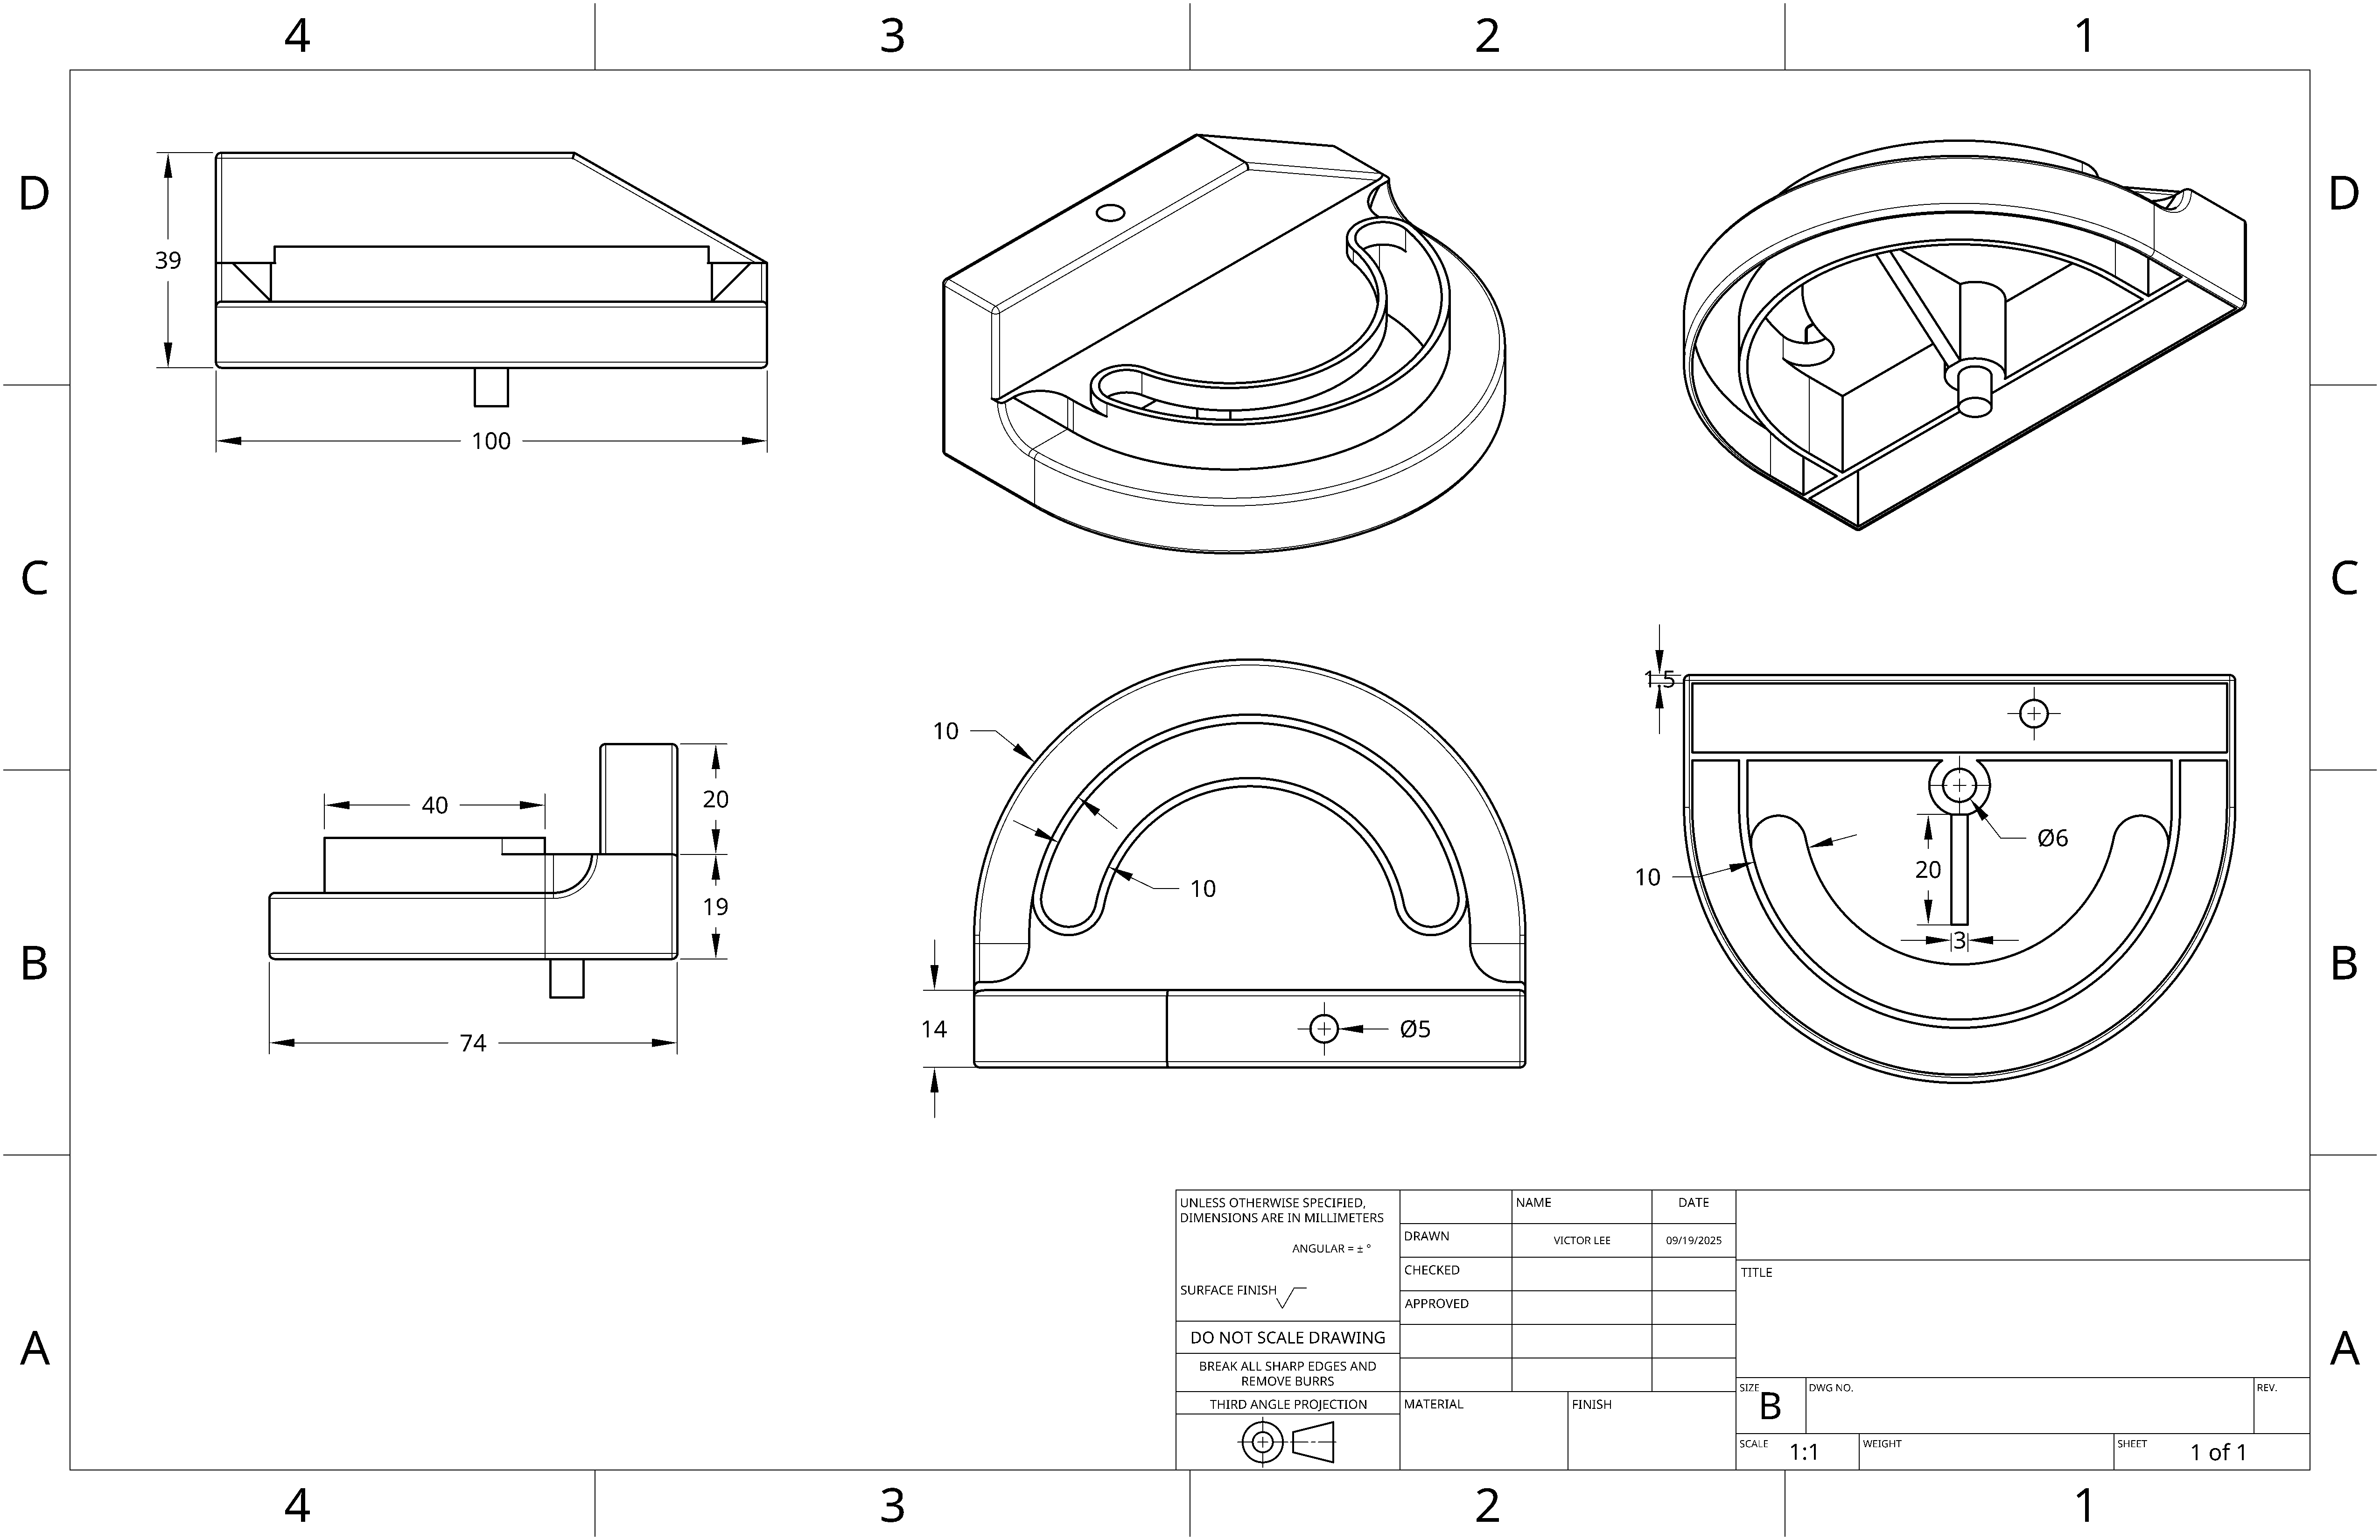 4 3 2 1
D D
39
100
C C
1.5
40
20
19
74
10
10
14
Ø5
10
Ø6
20
3
B B
UNLESS OTHERWISE SPECIFIED,
DIMENSIONS ARE IN MILLIMETERS
ANGULAR = ± °
SURFACE FINISH
DO NOT SCALE DRAWING
BREAK ALL SHARP EDGES AND
REMOVE BURRS
THIRD ANGLE PROJECTION
NAME DATE
DRAWN VICTOR LEE 09/19/2025
CHECKED
APPROVED
MATERIAL FINISH
TITLE
SIZE B DWG NO. REV.
SCALE 1:1 WEIGHT SHEET 1 of 1
A A
4 3 2 1